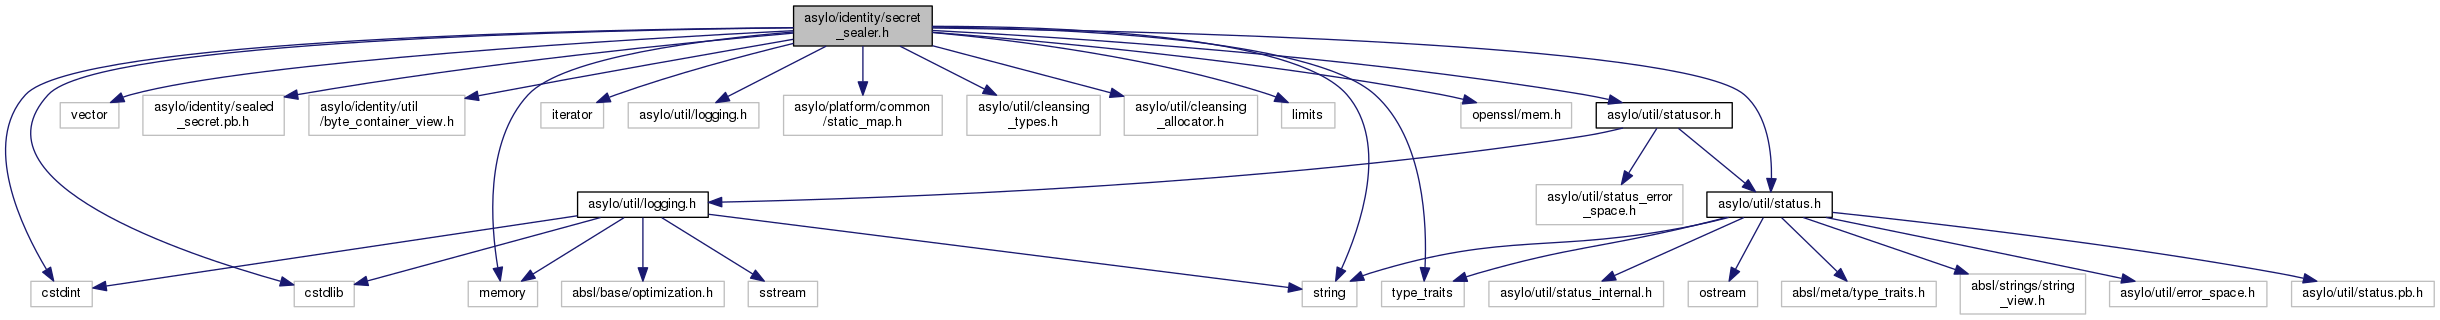 asylo/identity/secret
_sealer.h
vector
asylo/identity/sealed
_secret.pb.h
asylo/identity/util
/byte_container_view.h
iterator
asylo/util/logging.h
asylo/platform/common
/static_map.h
asylo/util/cleansing
_types.h
asylo/util/cleansing
_allocator.h
limits
openssl/mem.h
asylo/util/statusor.h
asylo/util/logging.h
asylo/util/status_error
_space.h
asylo/util/status.h
cstdint
cstdlib
memory
absl/base/optimization.h
sstream
string
type_traits
asylo/util/status_internal.h
ostream
absl/meta/type_traits.h
absl/strings/string
_view.h
asylo/util/error_space.h
asylo/util/status.pb.h